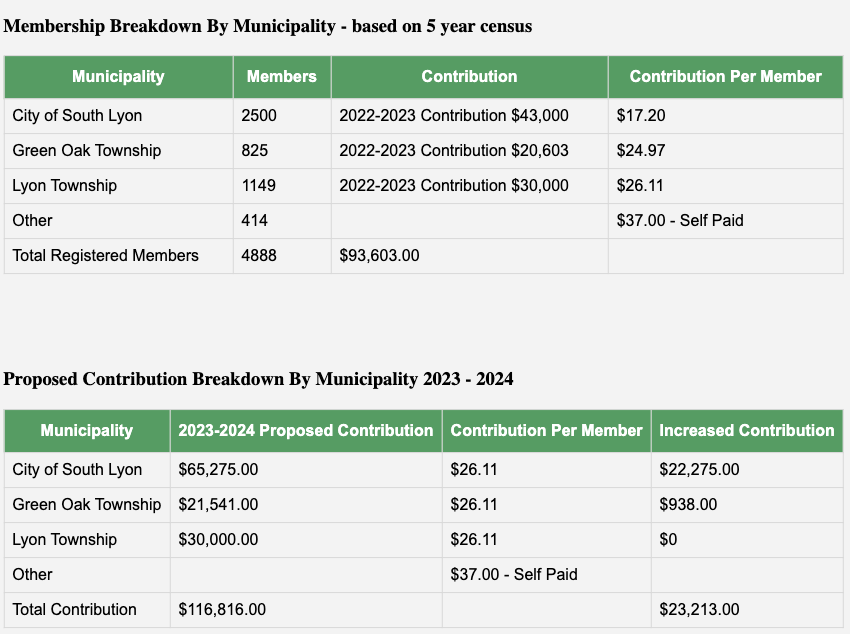 Membership Breakdown By Municipality - based on 5 year census
Municipality Members Contribution Contribution Per Member
City of South Lyon 2500 2022-2023 Contribution $43,000 $17.20
Green Oak Township 825 2022-2023 Contribution $20,603 $24.97
Lyon Township 1149 2022-2023 Contribution $30,000 $26.11
Other 414 $37.00 - Self Paid
Total Registered Members 4888 $93,603.00
Proposed Contribution Breakdown By Municipality 2023 - 2024
Municipality 2023-2024 Proposed Contribution Contribution Per Member Increased Contribution
City of South Lyon $65,275.00 $26.11 $22,275.00
Green Oak Township $21,541.00 $26.11 $938.00
Lyon Township $30,000.00 $26.11 $0
Other $37.00 - Self Paid
Total Contribution $116,816.00 $23,213.00